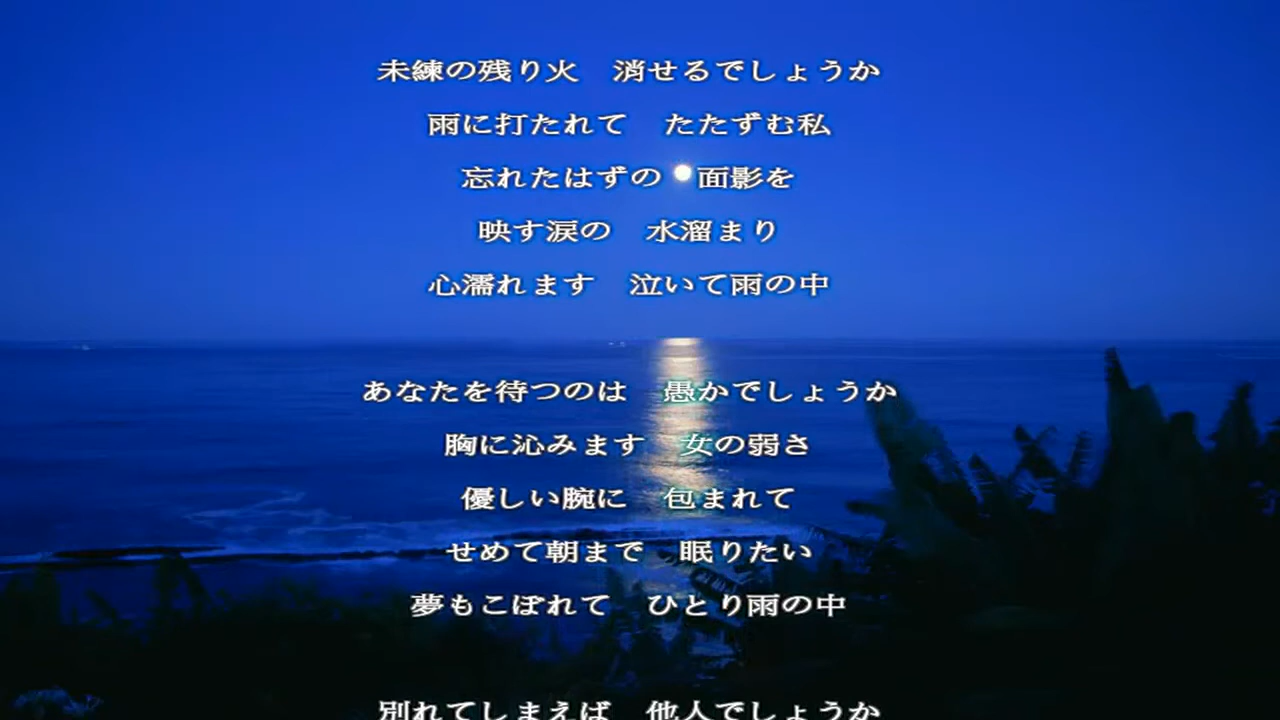 未練の残り火　消せるでしょうか
雨に打たれて　たたずむ私
忘れたはずの　面影を
映す涙の　水溜まり
心濡れます　泣いて雨の中
あなたを待つのは　愚かでしょうか
胸に沁みます　女の弱さ
優しい腕に　包まれて
せめて朝まで　眠りたい
夢もこぼれて　ひとり雨の中
別れてしまえば　他人でしょうか